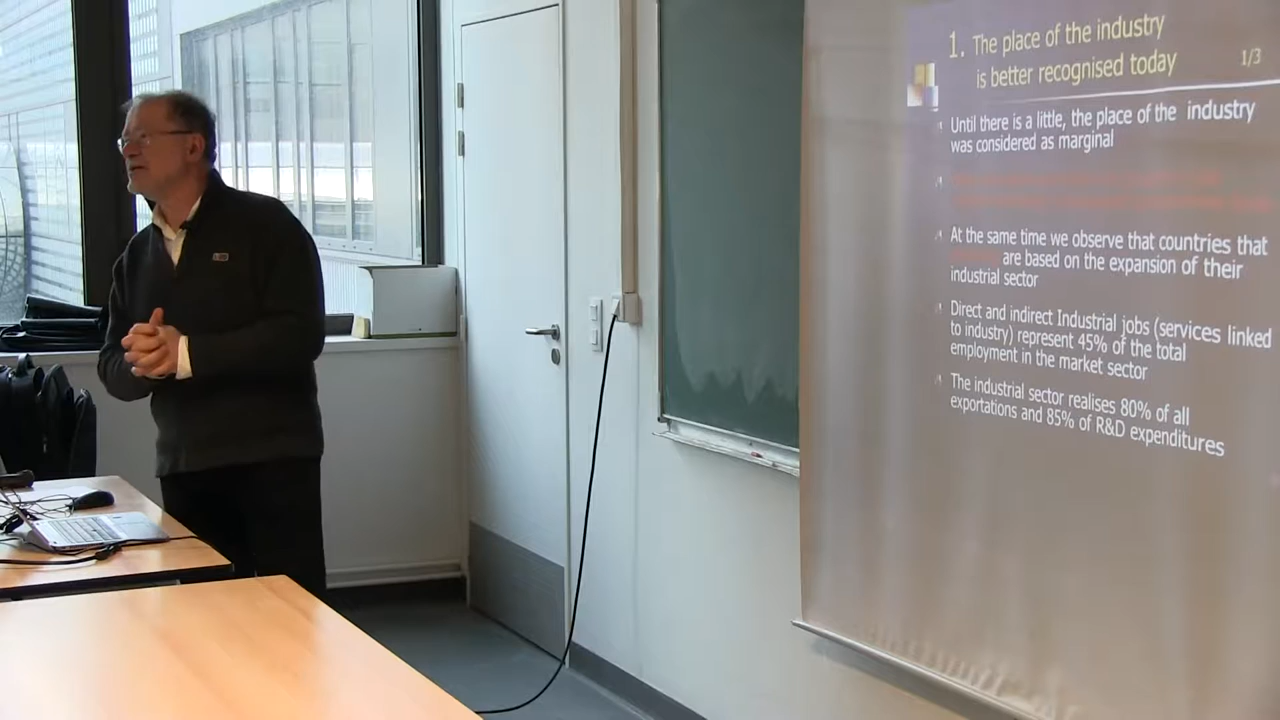 1. The place of the industry
is better recognised today
1/3
Until there is a little, the place of the industry
was considered as marginal
At the same time we observe that countries that
are based on the expansion of their
industrial sector
Direct and indirect Industrial jobs (services linked
to industry) represent 45% of the total
employment in the market sector
The industrial sector realises 80% of all
exportations and 85% of R&D expenditures